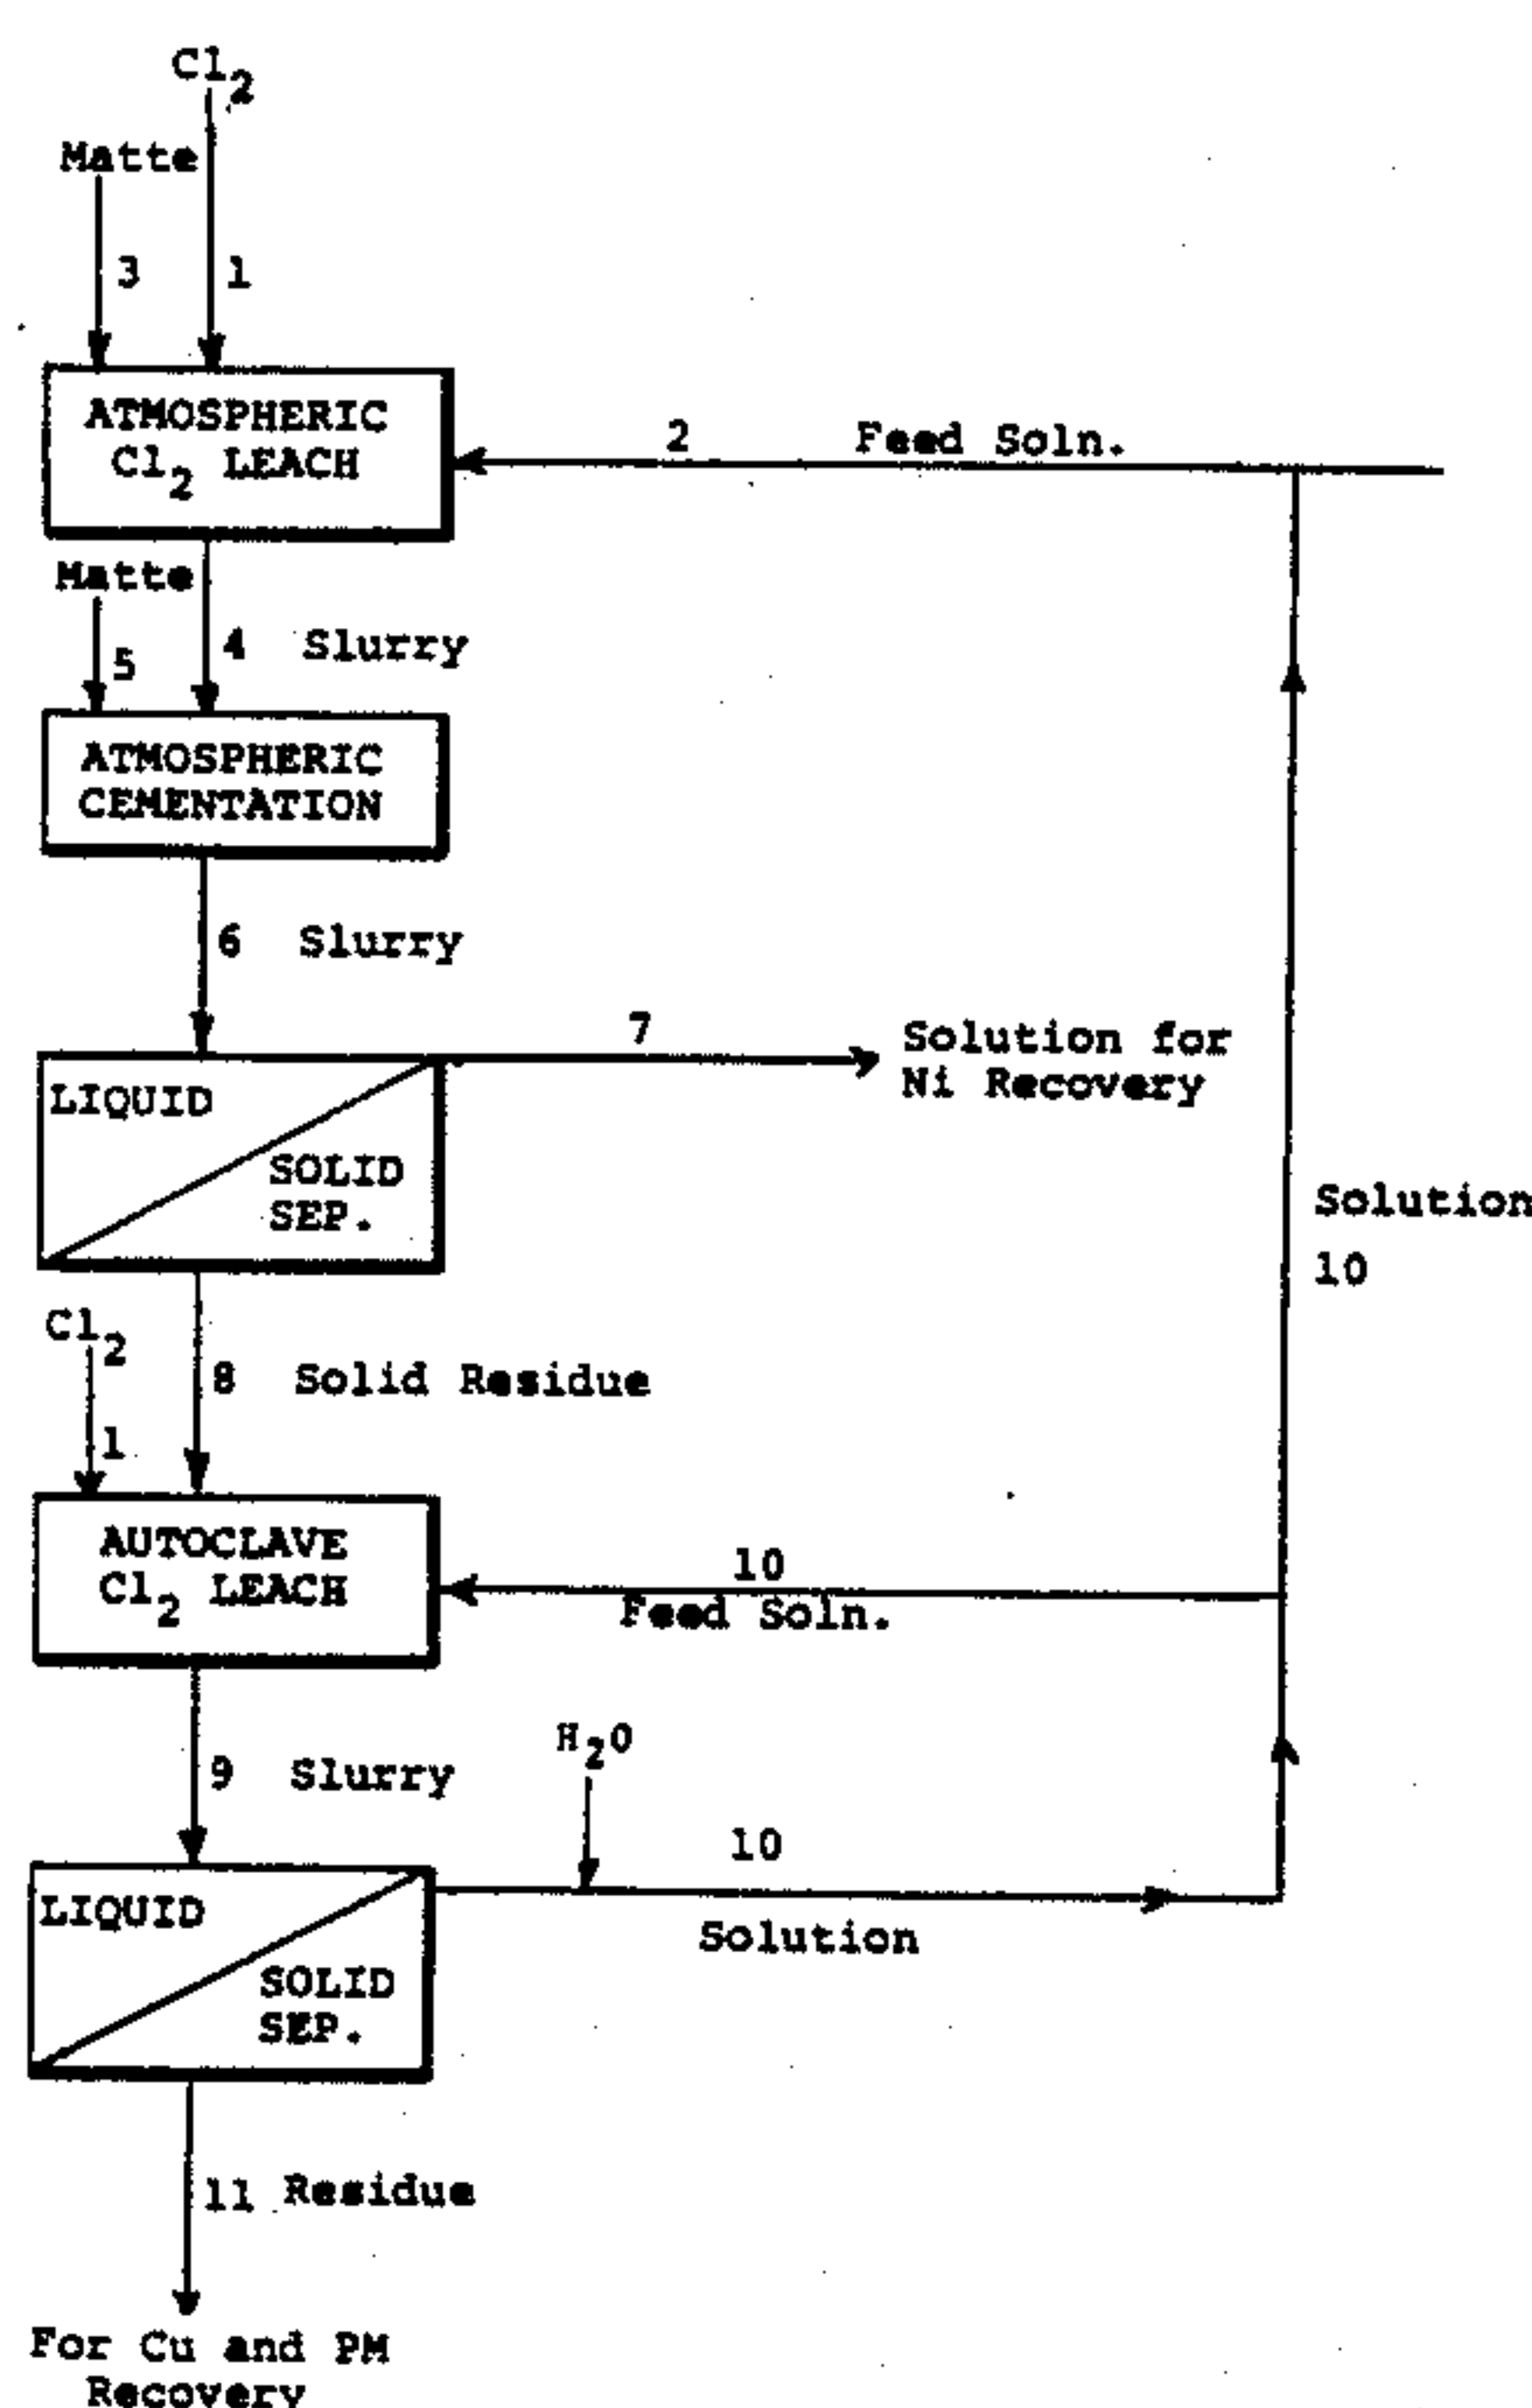 Cl2
Matte
3
1
ATMOSPHERIC
Cl2 LEACH
2 Feed Soln.
Matte
5
4 Slurry
ATMOSPHERIC
CEMENTATION
6 Slurry
7
Solution for
Ni Recovery
LIQUID
SOLID
SEP.
Solution
10
Cl2
1
8 Solid Residue
AUTOCLAVE
Cl2 LEACH
10
Feed Soln.
9 Slurry
H2O
10
Solution
LIQUID
SOLID
SEP.
11 Residue
For Cu and PM
Recovery